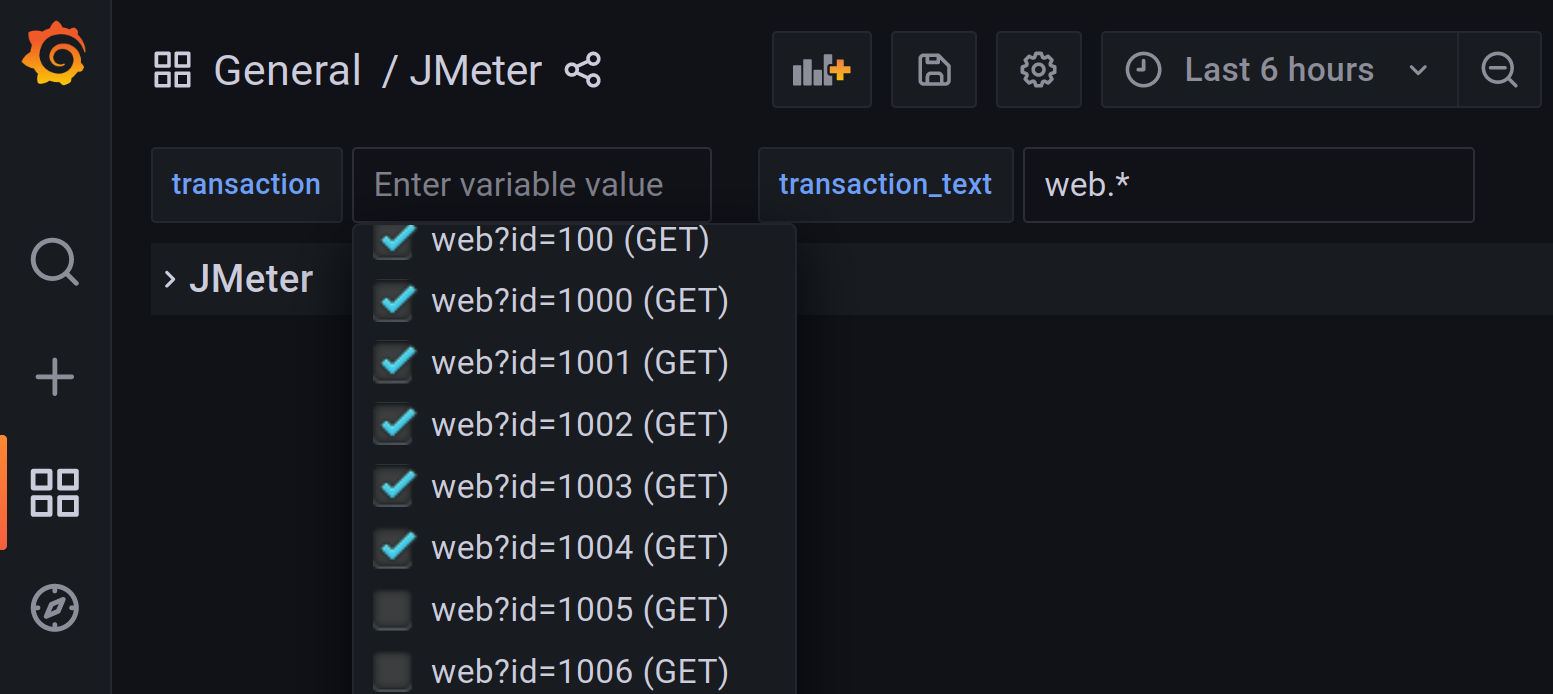 General / JMeter
Last 6 hours
transaction
Enter variable value
transaction_text
web.*
JMeter
web?id=100 (GET)
web?id=1000 (GET)
web?id=1001 (GET)
web?id=1002 (GET)
web?id=1003 (GET)
web?id=1004 (GET)
web?id=1005 (GET)
web?id=1006 (GET)